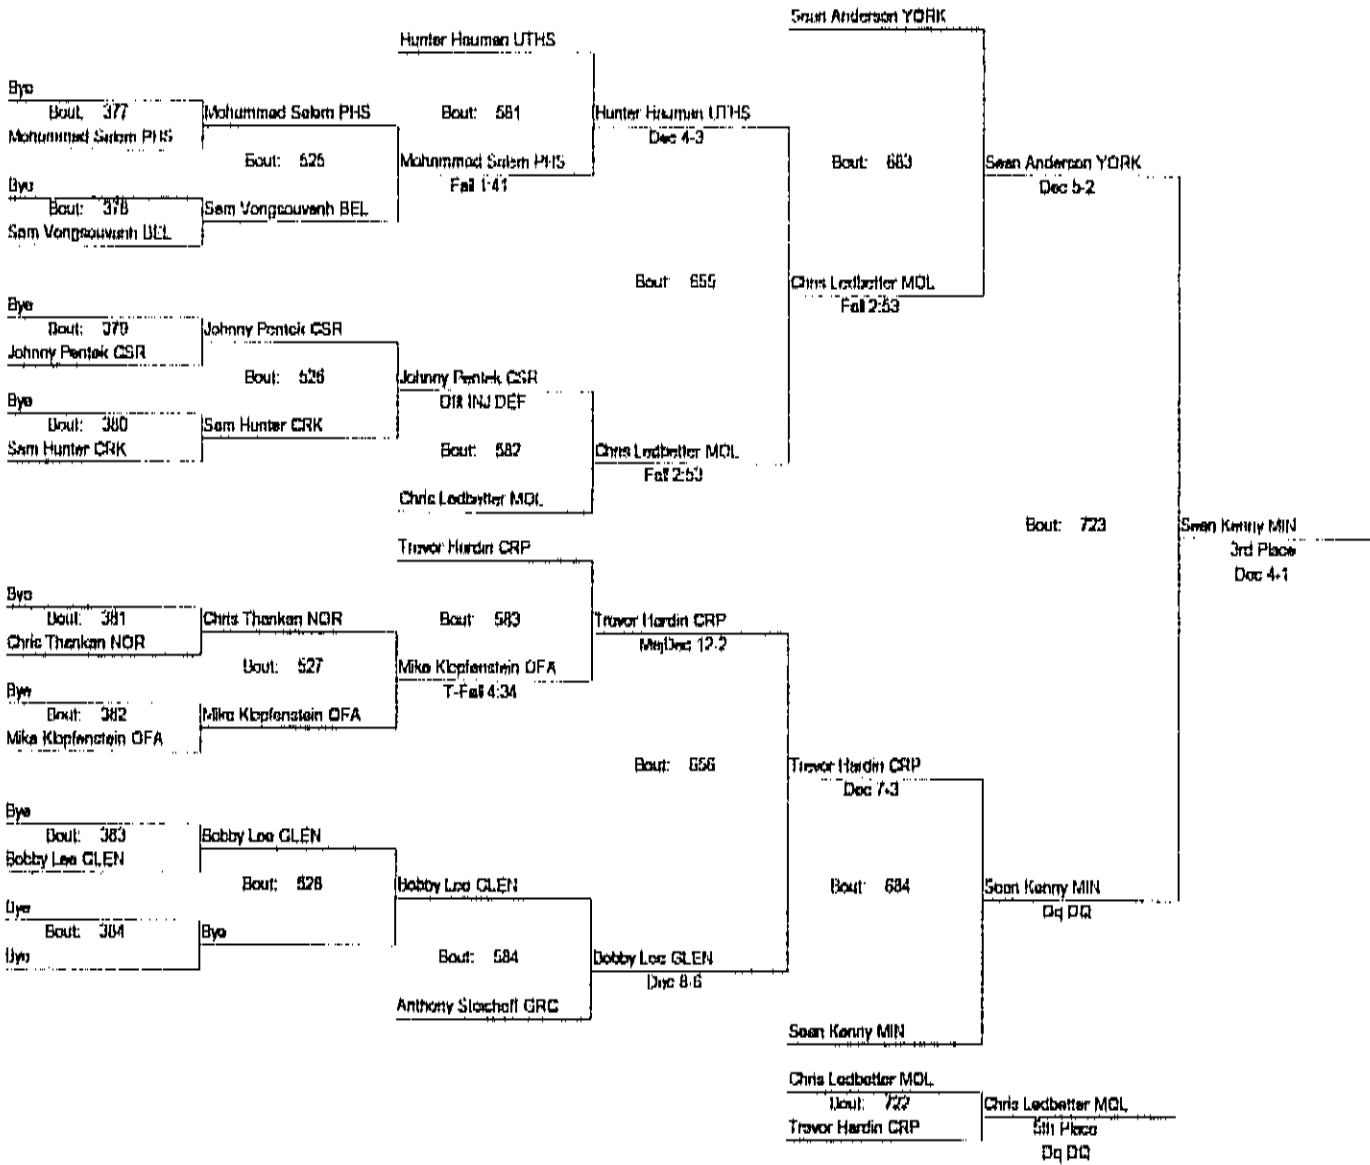 Sean Anderson YORK
Hunter Hauman UTHS
Bye
Bout: 377
Mohammad Salem PHS
Mohammad Salem PHS
Bout: 581
Hunter Hauman UTHS
Dec 4-3
Bout: 525
Mohammad Salem PHS
Fall 1:41
Bout: 683
Sean Anderson YORK
Dec 5-2
Bye
Bout: 378
Sam Vongsouvanh BEL
Sam Vongsouvanh BEL
Bout: 655
Chris Ledbetter MOL
Fall 2:53
Bye
Bout: 379
Johnny Pentek CSR
Johnny Pentek CSR
Bout: 526
Johnny Pentek CSR
INJ DEF
Bye
Bout: 380
Sam Hunter CRK
Sam Hunter CRK
Bout: 582
Chris Ledbetter MOL
Fall 2:53
Chris Ledbetter MOL
Bout: 723
Sean Kenny MIN
3rd Place
Dec 4-1
Trevor Hardin CRP
Bye
Bout: 381
Chris Thenken NOR
Chris Thenken NOR
Bout: 583
Trevor Hardin CRP
MajDec 12-2
Bout: 527
Mike Klopfenstein OFA
T-Fall 4:34
Bye
Bout: 382
Mike Klopfenstein OFA
Mike Klopfenstein OFA
Bout: 656
Trevor Hardin CRP
Dec 7-3
Bye
Bout: 383
Bobby Lee GLEN
Bobby Lee GLEN
Bout: 528
Bobby Lee GLEN
Bout: 684
Sean Kenny MIN
Dq DQ
Bye
Bout: 384
Bye
Bye
Bout: 584
Bobby Lee GLEN
Dec 8-6
Anthony GRC
Sean Kenny MIN
Chris Ledbetter MOL
Bout: 722
Trevor Hardin CRP
Chris Ledbetter MOL
5th Place
Dq DQ